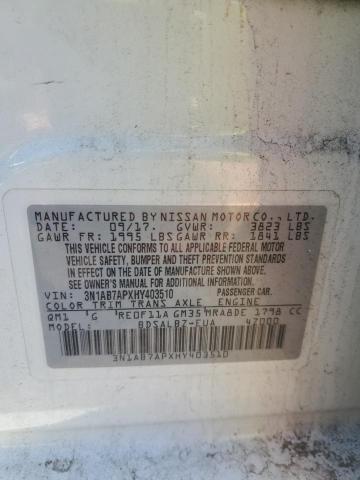 MANUFACTURED BY NISSAN MOTOR CO., LTD.
DATE: 09/17. GVWR: 3823 LBS
GAWR FR: 1995 LBS GAWR RR: 1841 LBS
THIS VEHICLE CONFORMS TO ALL APPLICABLE FEDERAL MOTOR
VEHICLE SAFETY, BUMPER AND THEFT PREVENTION STANDARDS
IN EFFECT ON THE DATE OF MANUFACTURE SHOWN ABOVE.
SEE OWNER'S MANUAL FOR ADDITIONAL INFORMATION.
VIN: 3N1AB7APXHY403510 PASSENGER CAR.
COLOR TRIM TRANS AXLE ENGINE
QM1 G RE0F11A GM35 MRA8DE 1798 CC
MODEL: BDSALBZ-EUA 47000
3N1AB7APXHY403510